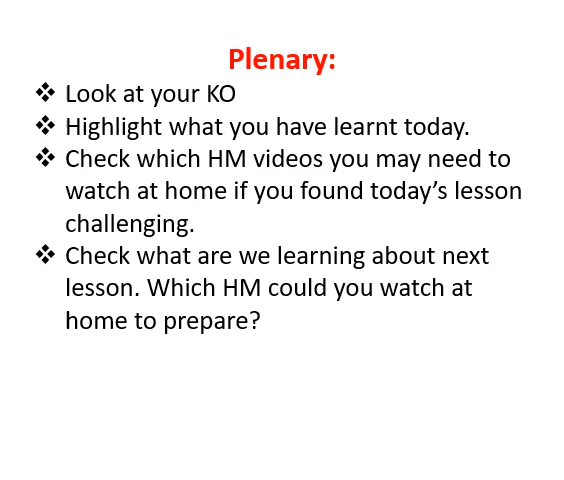 Plenary:
❖ Look at your KO
❖ Highlight what you have learnt today.
❖ Check which HM videos you may need to
watch at home if you found today’s lesson
challenging.
❖ Check what are we learning about next
lesson. Which HM could you watch at
home to prepare?